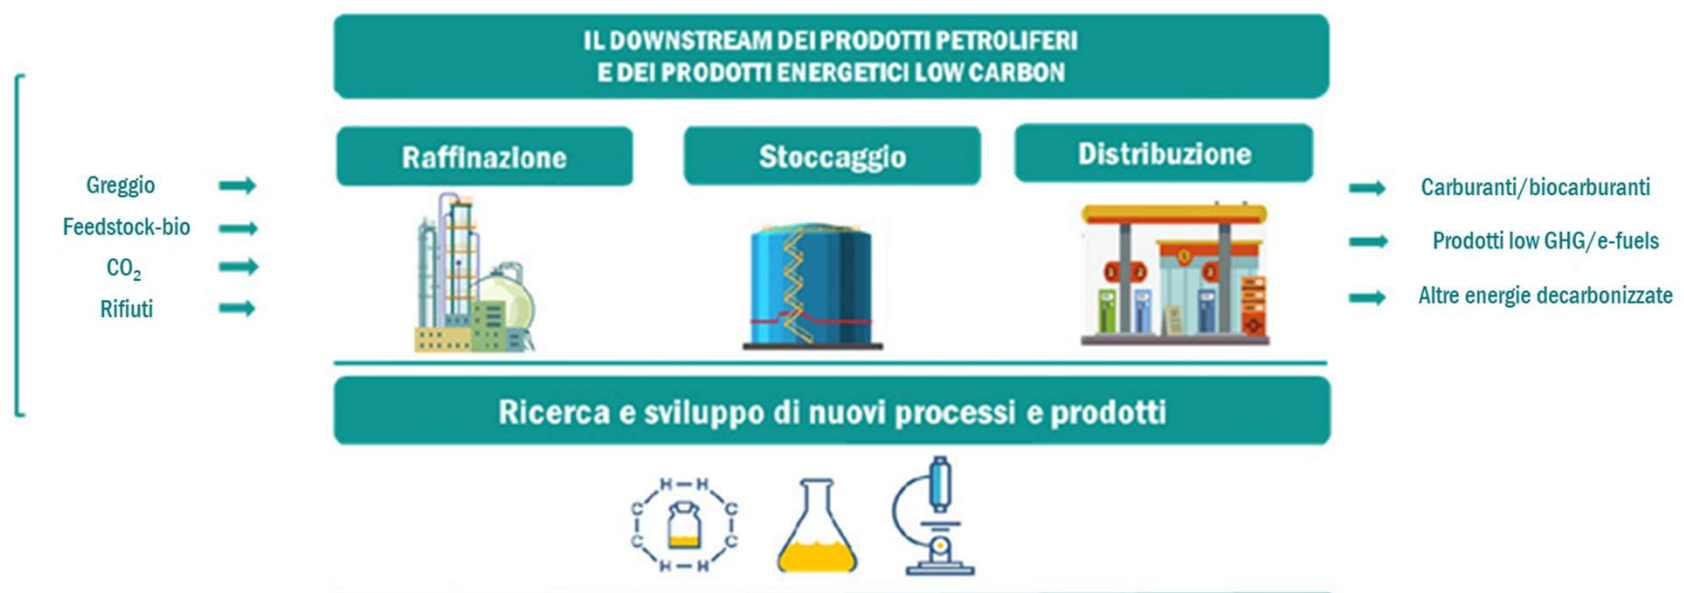 IL DOWNSTREAM DEI PRODOTTI PETROLIFERI
E DEI PRODOTTI ENERGETICI LOW CARBON
Raffinazione
Stoccaggio
Distribuzione
Greggio
Feedstock-bio
CO₂
Rifiuti
Carburanti/biocarburanti
Prodotti low GHG/e-fuels
Altre energie decarbonizzate
Ricerca e sviluppo di nuovi processi e prodotti
H H
C C
C C
H H